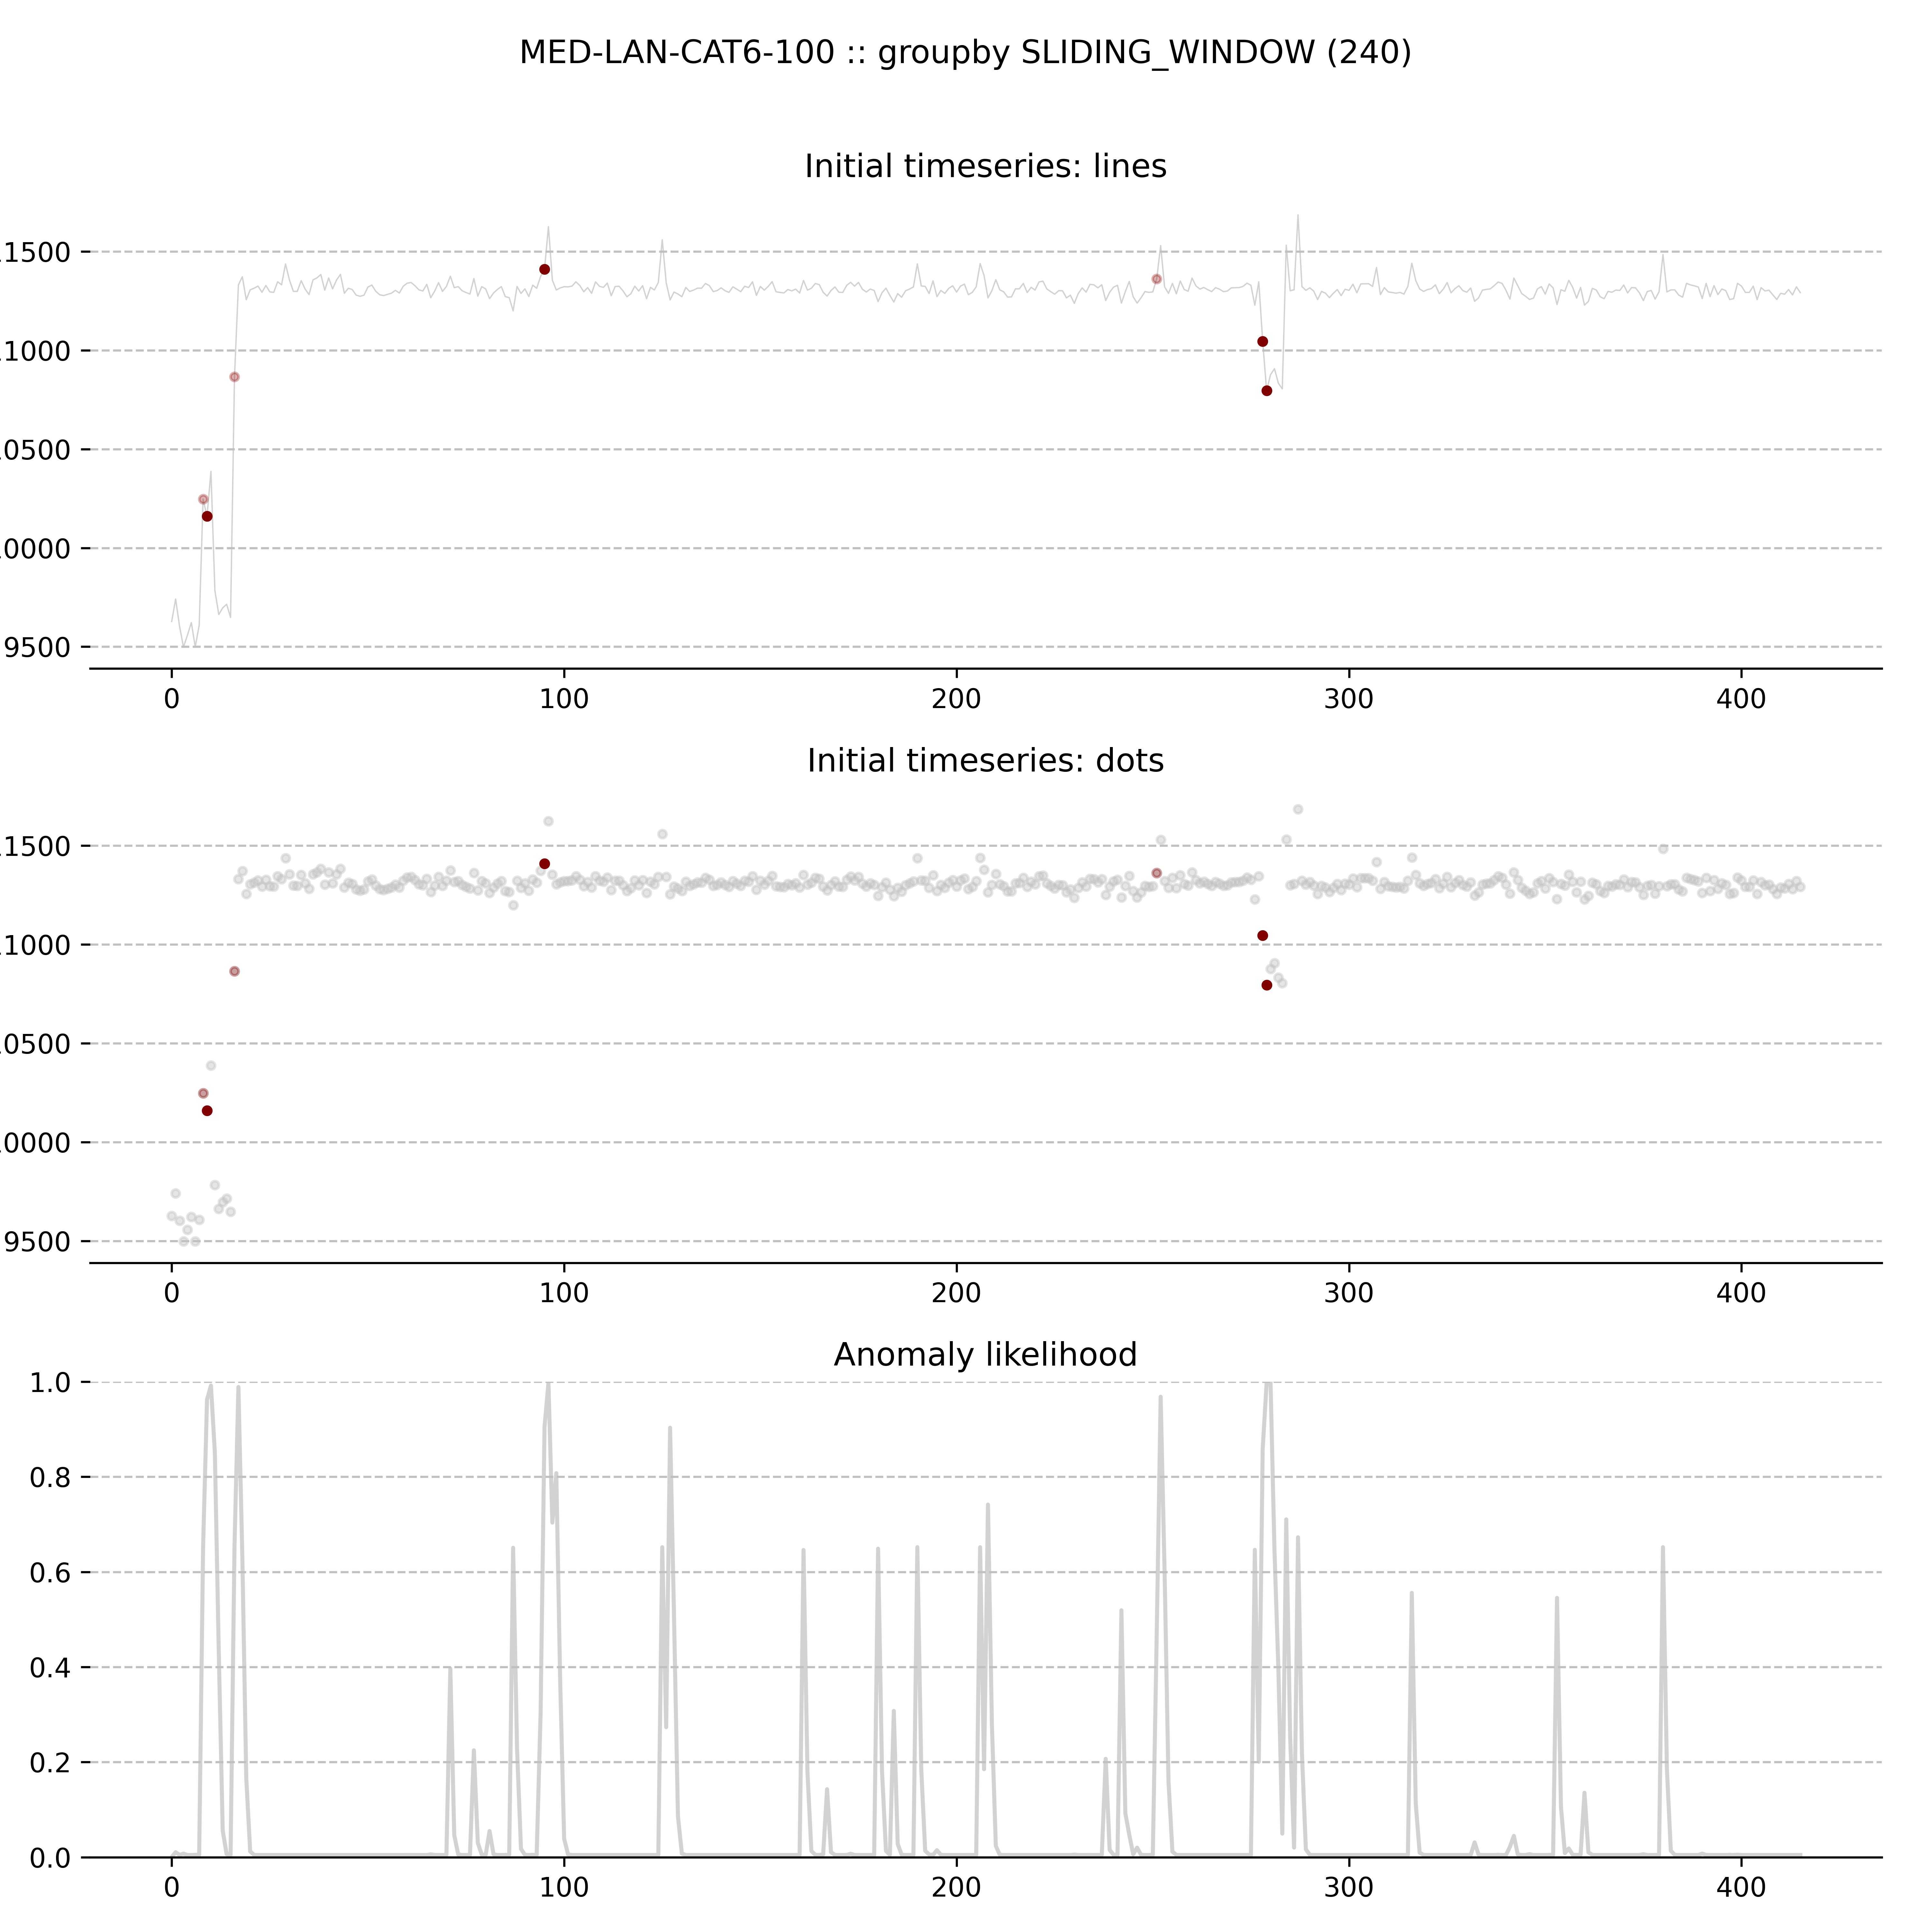 MED-LAN-CAT6-100 :: groupby SLIDING_WINDOW (240)
Initial timeseries: lines
1500
1000
0500
0000
9500
0 100 200 300 400
Initial timeseries: dots
1500
1000
0500
0000
9500
0 100 200 300 400
Anomaly likelihood
1.0
0.8
0.6
0.4
0.2
0.0
0 100 200 300 400